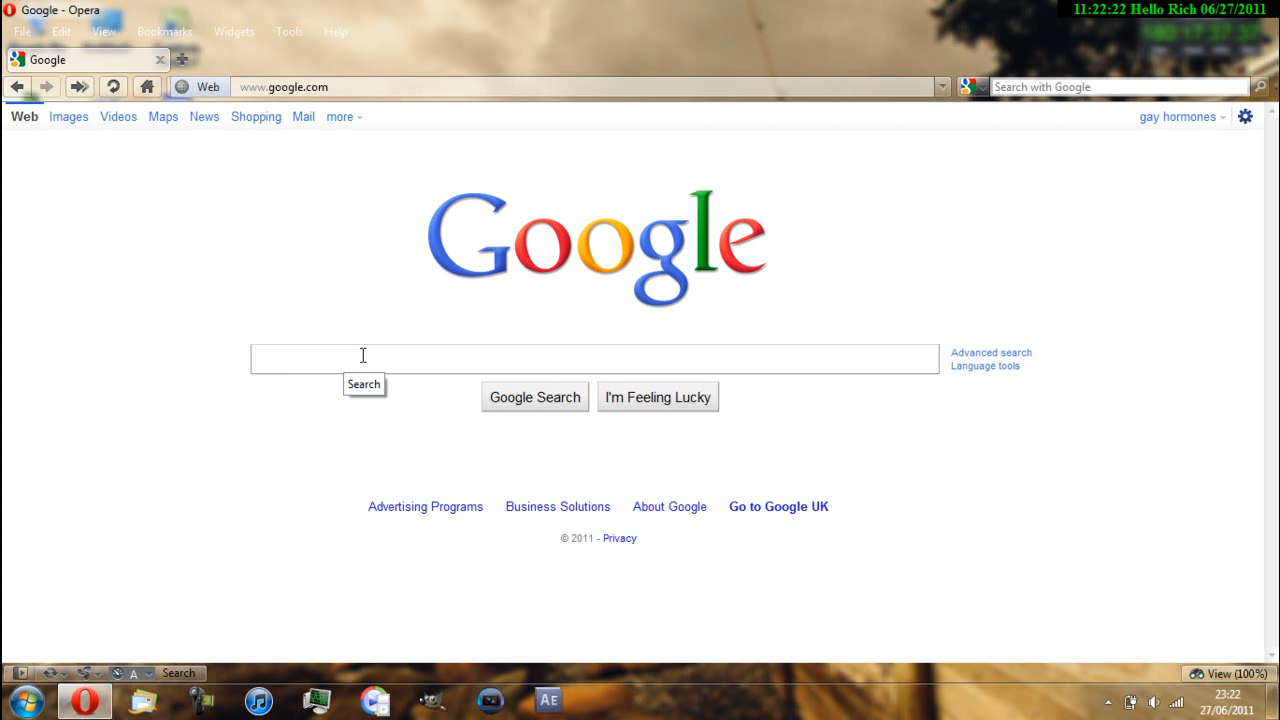 Google - Opera
11:22:22 Hello Rich 06/27/2011
File Edit View Bookmarks Widgets Tools Help
Google
Web www.google.com Search with Google
Web Images Videos Maps News Shopping Mail more gay hormones
Google
Advanced search
Language tools
Search
Google Search I'm Feeling Lucky
Advertising Programs Business Solutions About Google Go to Google UK
© 2011 - Privacy
A Search View (100%)
AE
23:22
27/06/2011